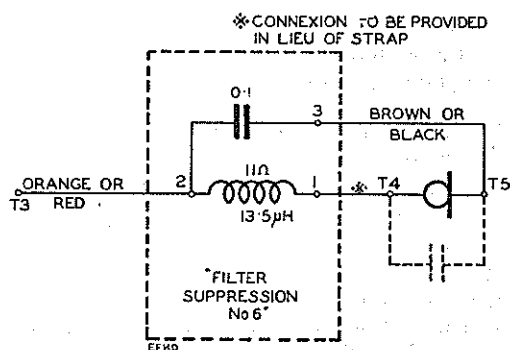 ※ CONNEXION TO BE PROVIDED
IN LIEU OF STRAP
0·1
3
BROWN OR
BLACK
ORANGE OR
RED
T3
2
11Ω
13·5µH
1
※
T4
T5
"FILTER
SUPPRESSION
No 6"